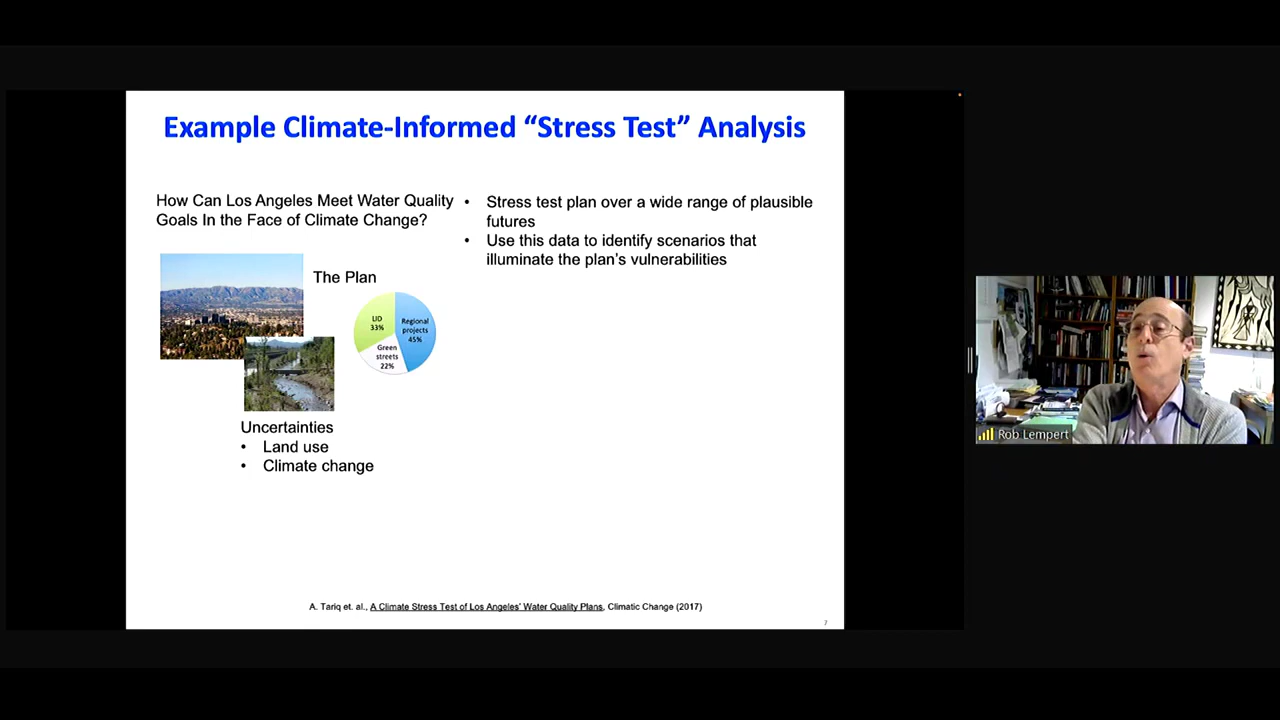 Example Climate-Informed “Stress Test” Analysis
How Can Los Angeles Meet Water Quality
Goals In the Face of Climate Change?
The Plan
LID
33%
Regional
projects
45%
Green
streets
22%
Uncertainties
• Land use
• Climate change
• Stress test plan over a wide range of plausible
futures
• Use this data to identify scenarios that
illuminate the plan’s vulnerabilities
A. Tariq et. al., A Climate Stress Test of Los Angeles’ Water Quality Plans, Climatic Change (2017)
7
Rob Lempert